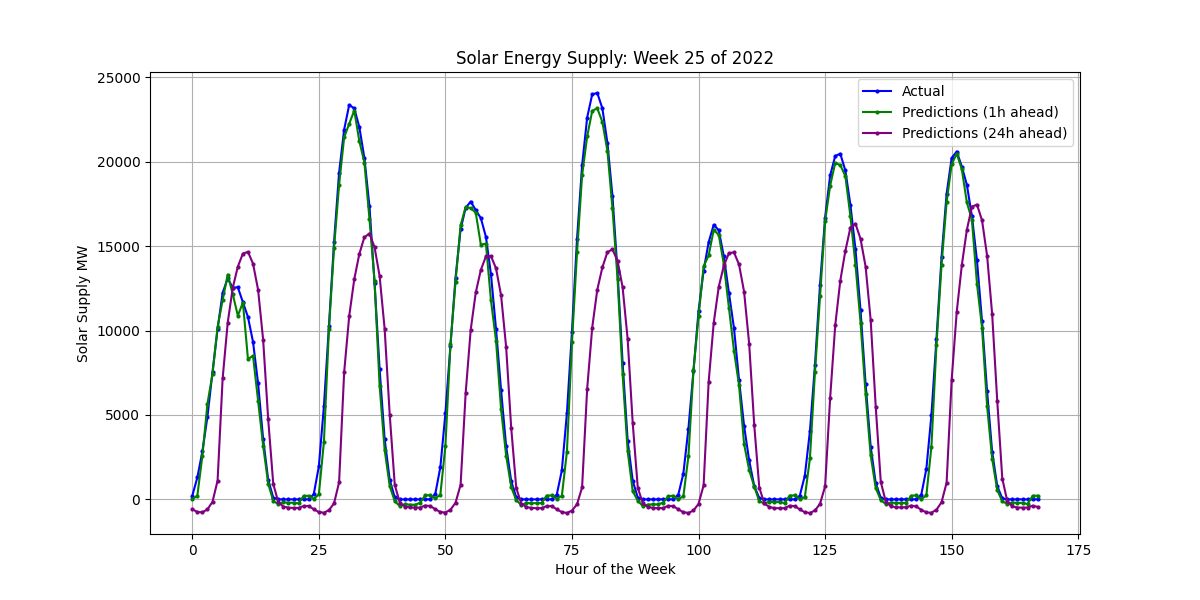 Solar Energy Supply: Week 25 of 2022
25000
20000
15000
10000
5000
0
Solar Supply MW
Actual
Predictions (1h ahead)
Predictions (24h ahead)
0 25 50 75 100 125 150 175
Hour of the Week